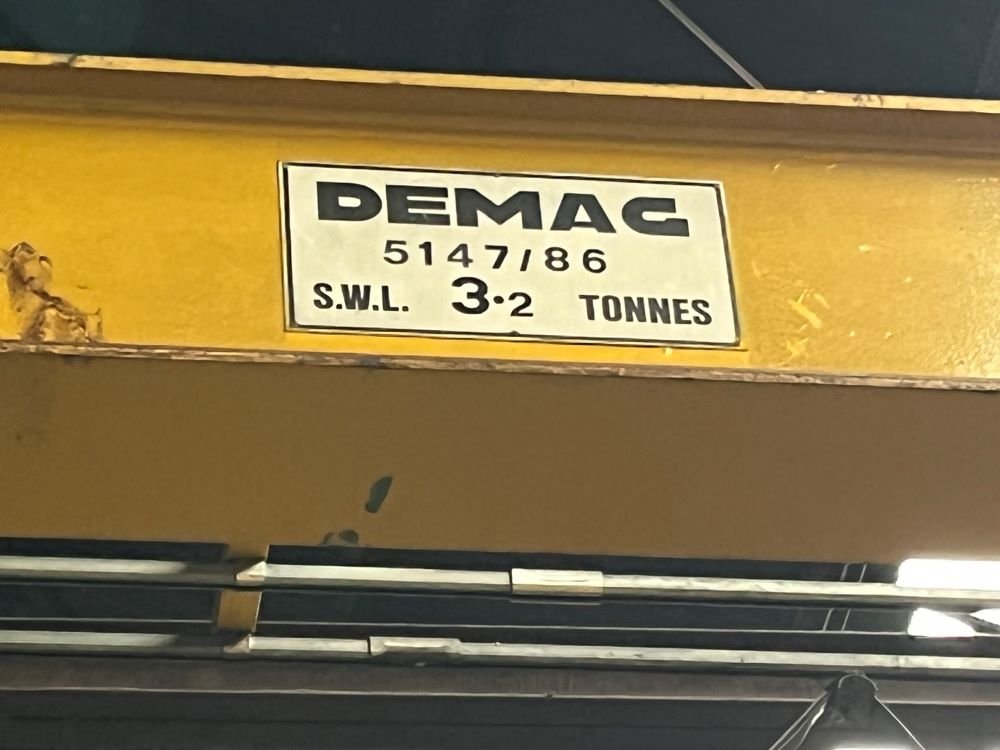 DEMAG
5147/86
S.W.L. 3·2 TONNES